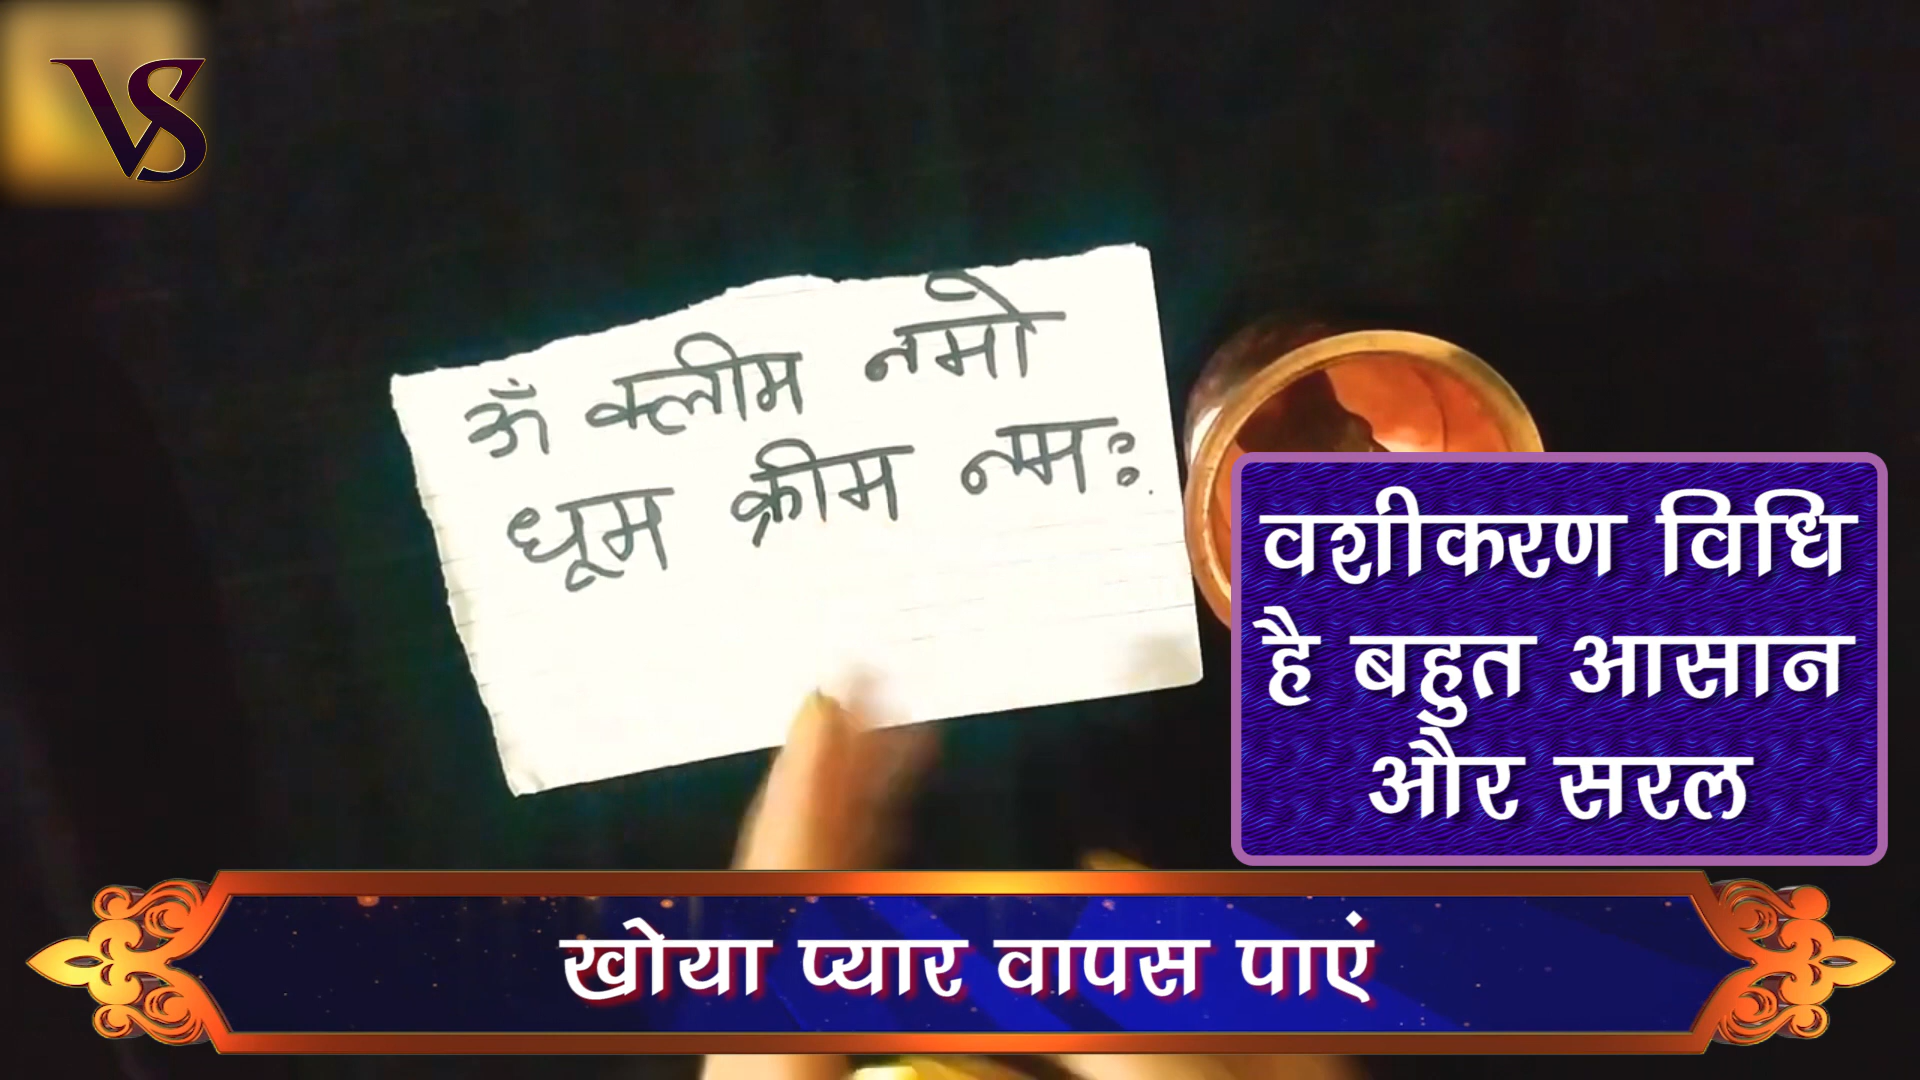 VS
ॐ क्लीम नमो
धूम क्रीम नमः
वशीकरण विधि
है बहुत आसान
और सरल
खोया प्यार वापस पाएं